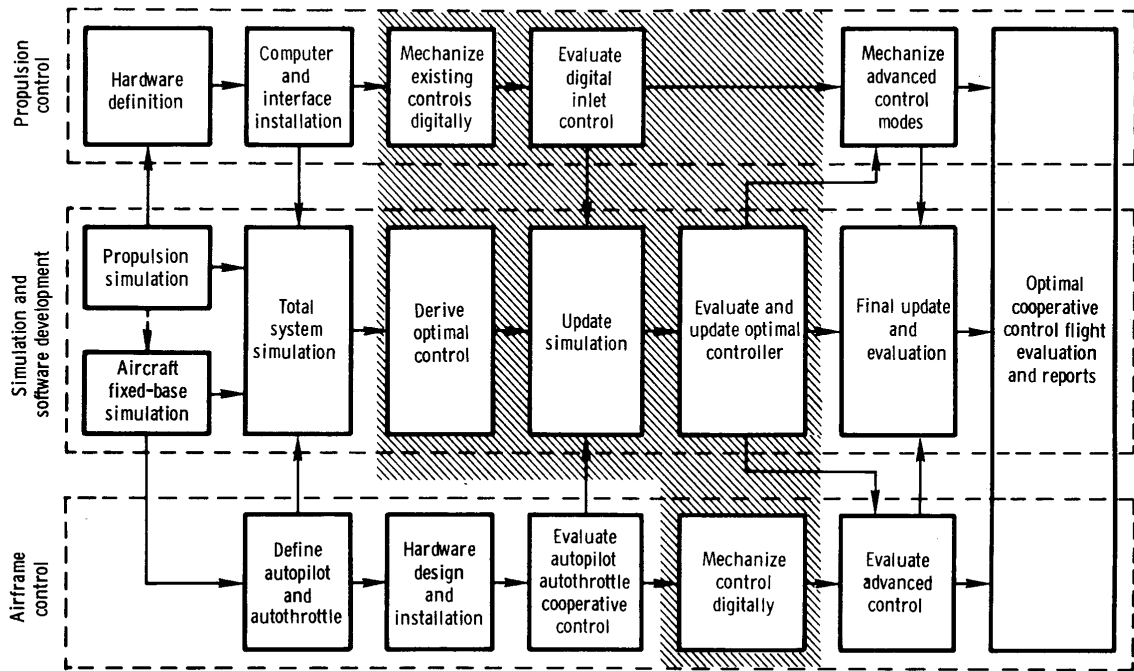 Propulsion
control
Hardware
definition
Computer
and
interface
installation
Mechanize
existing
controls
digitally
Evaluate
digital
inlet
control
Mechanize
advanced
control
modes
Simulation and
software development
Propulsion
simulation
Aircraft
fixed-base
simulation
Total
system
simulation
Derive
optimal
control
Update
simulation
Evaluate and
update optimal
controller
Final update
and
evaluation
Optimal
cooperative
control flight
evaluation
and reports
Airframe
control
Define
autopilot
and
autothrottle
Hardware
design
and
installation
Evaluate
autopilot
autothrottle
cooperative
control
Mechanize
control
digitally
Evaluate
advanced
control